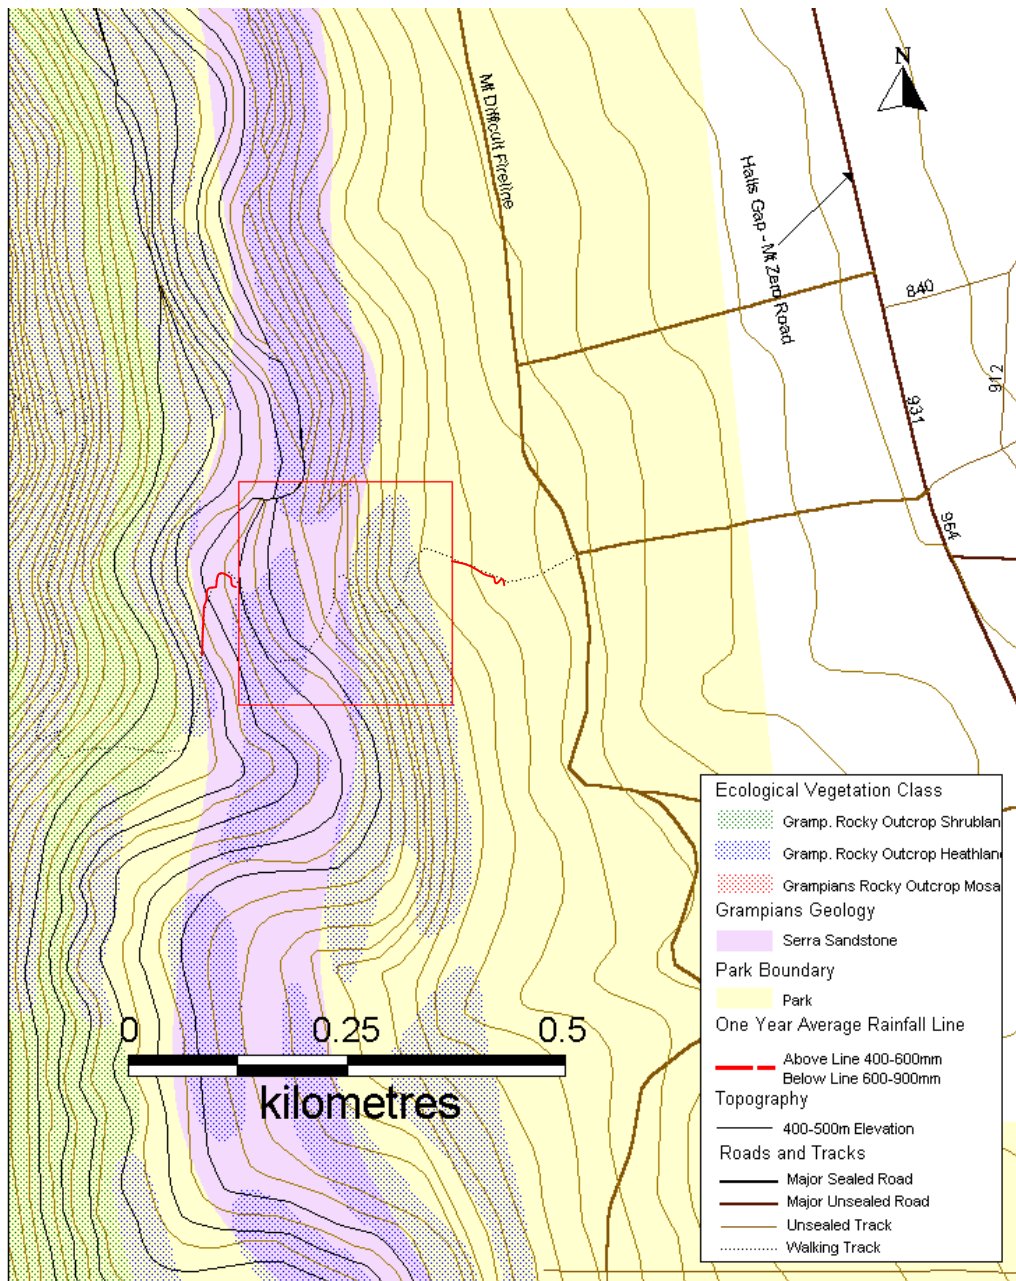 N
Mt Difficult Fireline
Halls Gap - Mt Zero Road
840
912
931
964
Ecological Vegetation Class
Gramp. Rocky Outcrop Shrublan
Gramp. Rocky Outcrop Heathlan
Grampians Rocky Outcrop Mosa
Grampians Geology
Serra Sandstone
Park Boundary
Park
One Year Average Rainfall Line
Above Line 400-600mm
Below Line 600-900mm
Topography
400-500m Elevation
Roads and Tracks
Major Sealed Road
Major Unsealed Road
Unsealed Track
Walking Track
0 0.25 0.5
kilometres